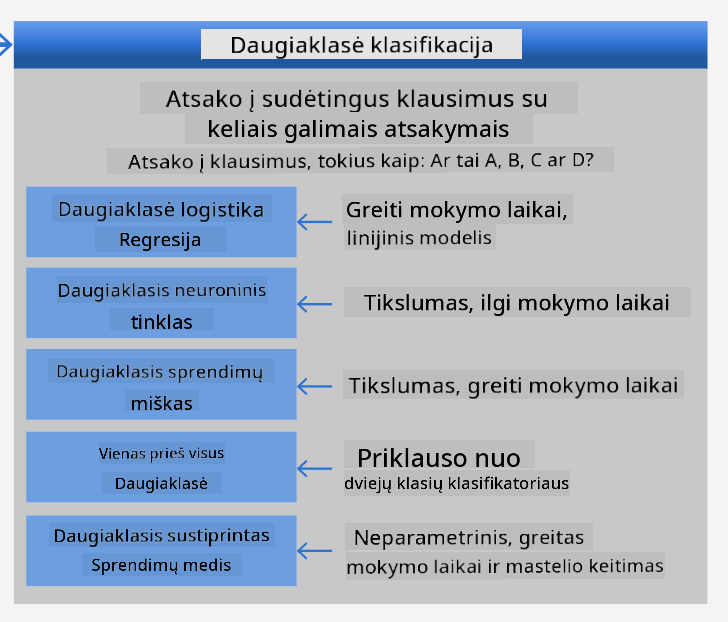 Daugiaklasė klasifikacija
Atsako į sudėtingus klausimus su
keliais galimais atsakymais
Atsako į klausimus, tokius kaip: Ar tai A, B, C ar D?
Daugiaklasė logistika
Regresija
Greiti mokymo laikai,
linijinis modelis
Daugiaklasis neuroninis
tinklas
Tikslumas, ilgi mokymo laikai
Daugiaklasis sprendimų
miškas
Tikslumas, greiti mokymo laikai
Vienas prieš visus
Daugiaklasė
Priklauso nuo
dviejų klasių klasifikatoriaus
Daugiaklasis sustiprintas
Sprendimų medis
Neparametrinis, greitas
mokymo laikai ir mastelio keitimas